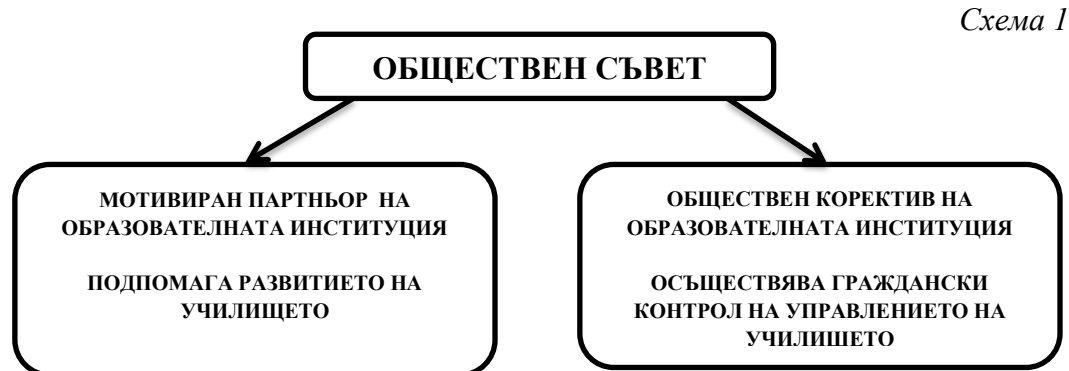 Схема 1
ОБЩЕСТВЕН СЪВЕТ
МОТИВИРАН ПАРТНЬОР НА
ОБРАЗОВАТЕЛНАТА ИНСТИТУЦИЯ
ПОДПОМАГА РАЗВИТИЕТО НА
УЧИЛИЩЕТО
ОБЩЕСТВЕН КОРЕКТИВ НА
ОБРАЗОВАТЕЛНАТА ИНСТИТУЦИЯ
ОСЪЩЕСТВЯВА ГРАЖДАНСКИ
КОНТРОЛ НА УПРАВЛЕНИЕТО НА
УЧИЛИШЕТО